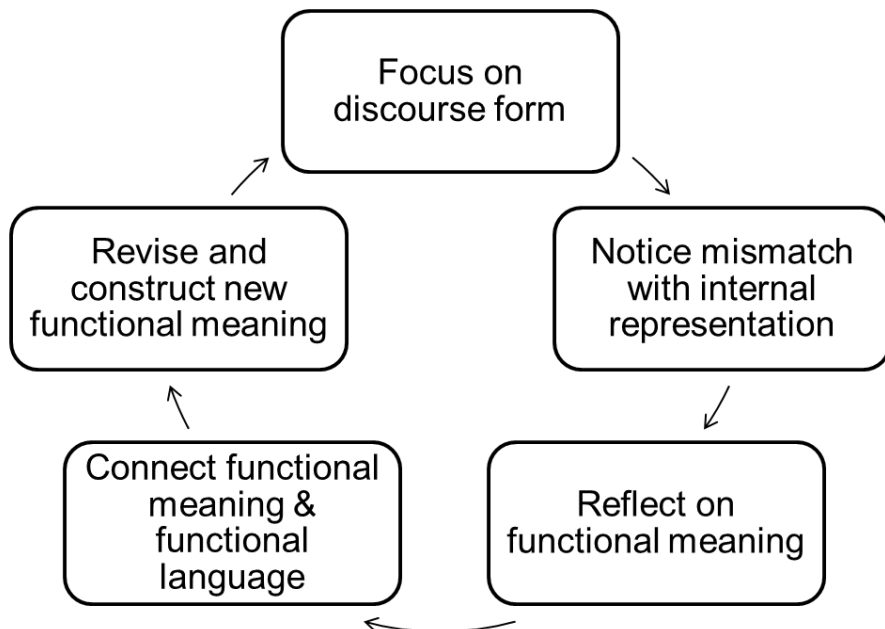 Focus on
discourse form
Notice mismatch
with internal
representation
Reflect on
functional meaning
Connect functional
meaning &
functional
language
Revise and
construct new
functional meaning